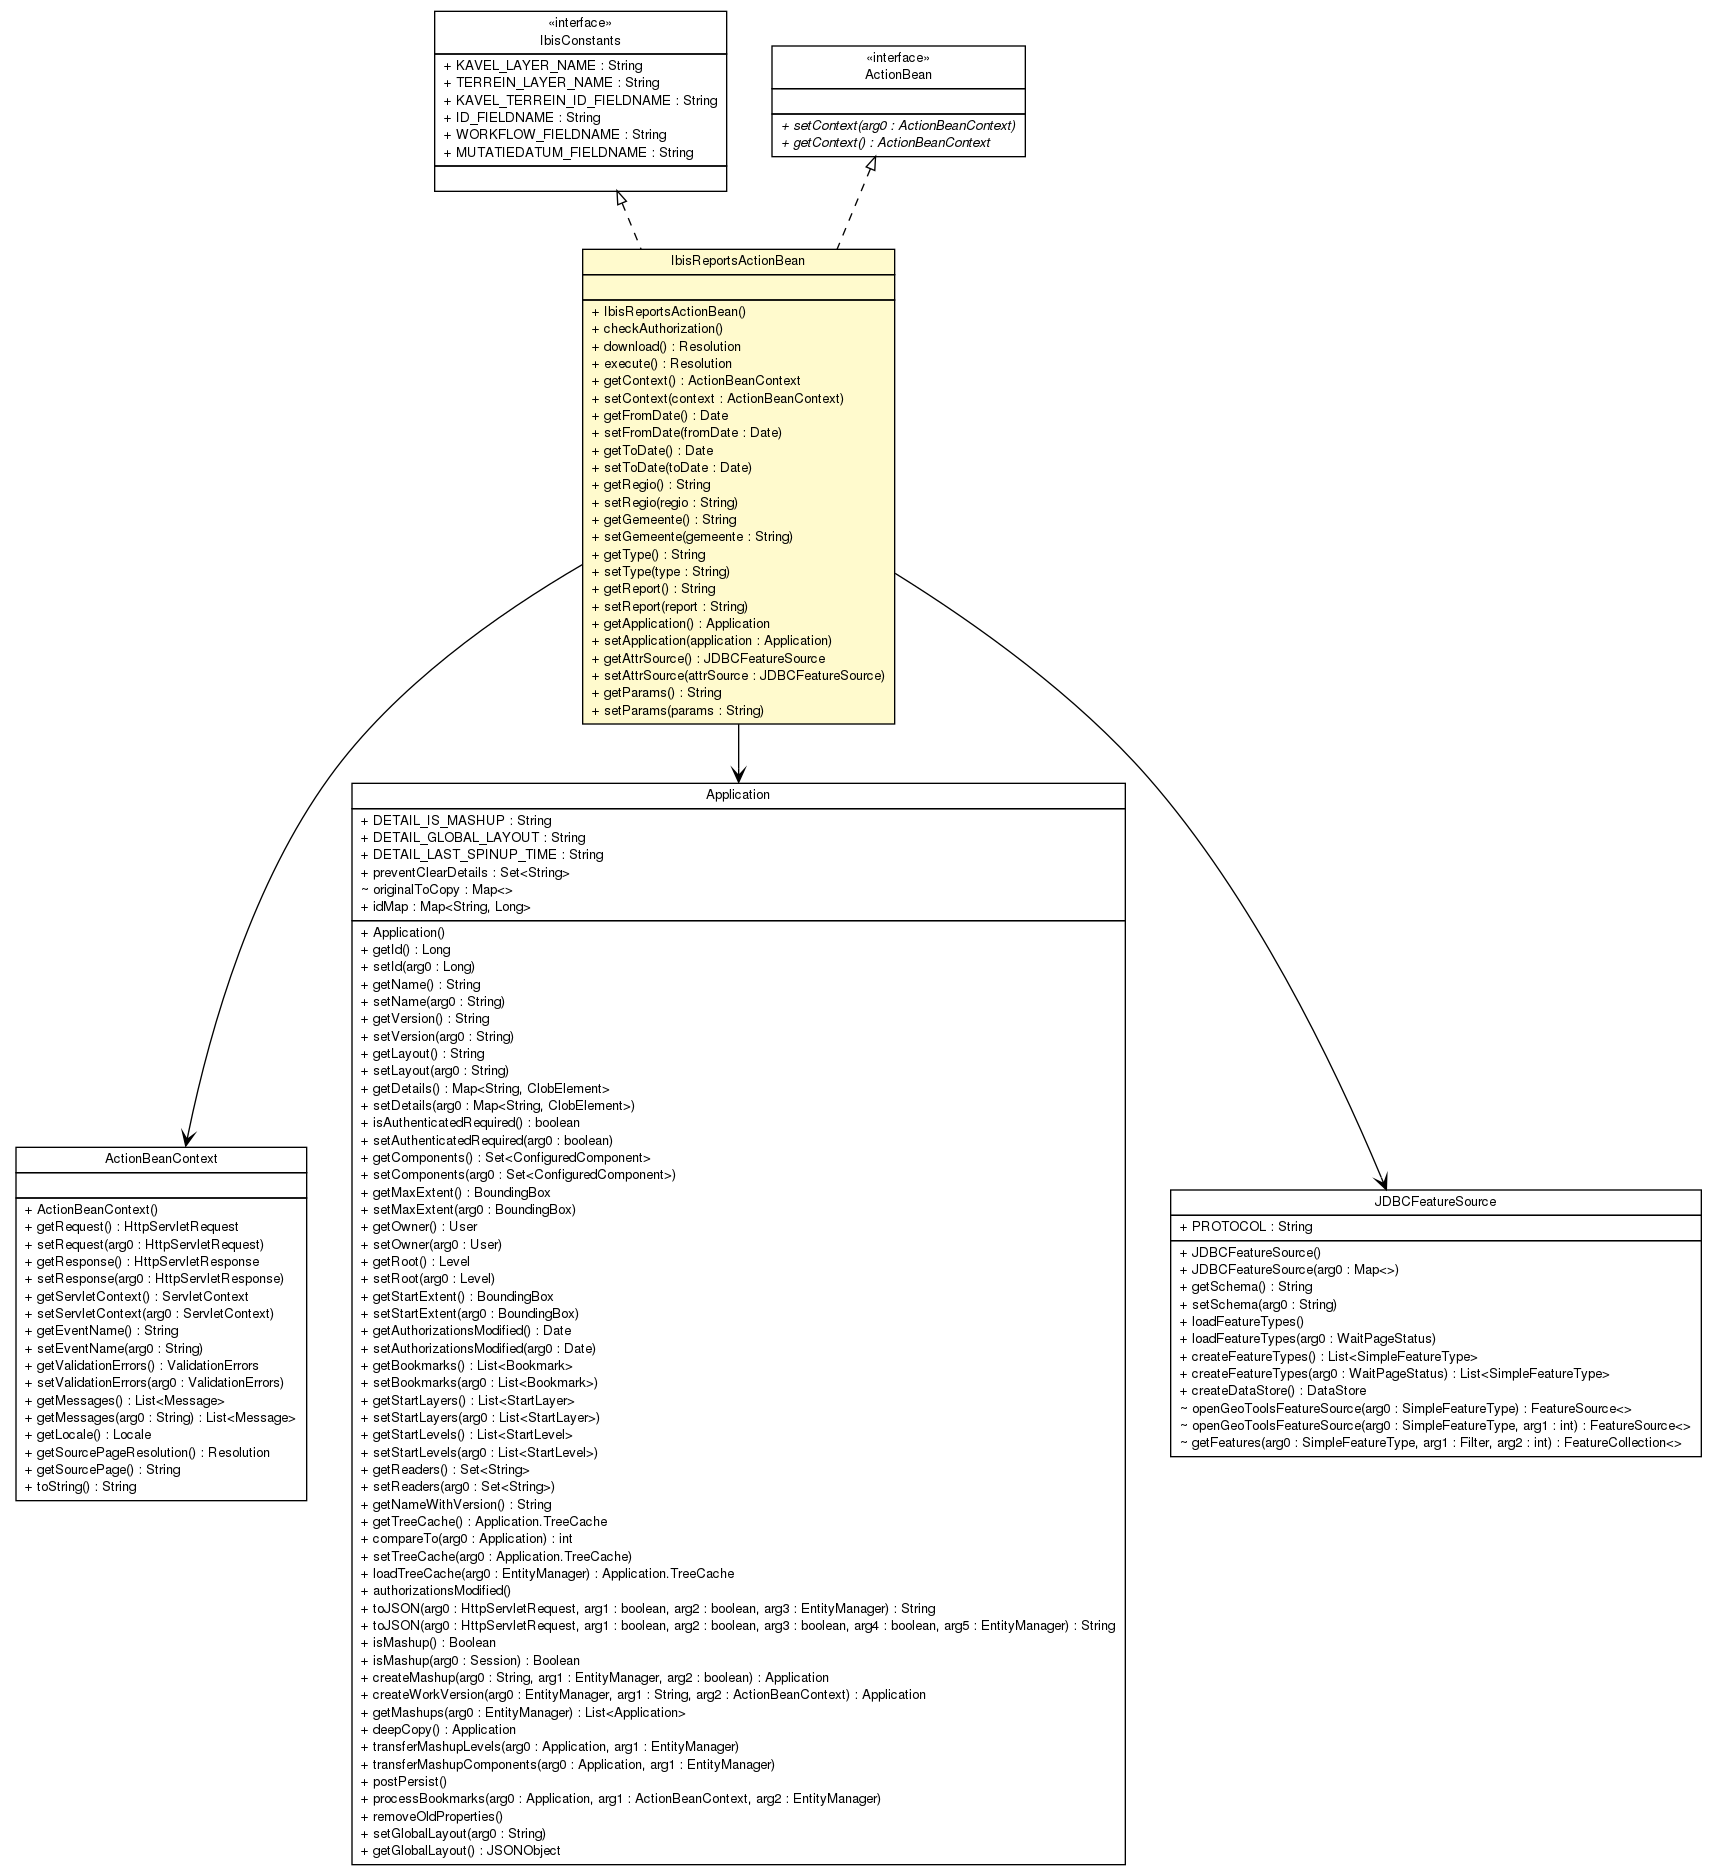 «interface»
IbisConstants
+ KAVEL_LAYER_NAME : String
+ TERREIN_LAYER_NAME : String
+ KAVEL_TERREIN_ID_FIELDNAME : String
+ ID_FIELDNAME : String
+ WORKFLOW_FIELDNAME : String
+ MUTATIEDATUM_FIELDNAME : String
«interface»
ActionBean
+ setContext(arg0 : ActionBeanContext)
+ getContext() : ActionBeanContext
IbisReportsActionBean
+ IbisReportsActionBean()
+ checkAuthorization()
+ download() : Resolution
+ execute() : Resolution
+ getContext() : ActionBeanContext
+ setContext(context : ActionBeanContext)
+ getFromDate() : Date
+ setFromDate(fromDate : Date)
+ getToDate() : Date
+ setToDate(toDate : Date)
+ getRegio() : String
+ setRegio(regio : String)
+ getGemeente() : String
+ setGemeente(gemeente : String)
+ getType() : String
+ setType(type : String)
+ getReport() : String
+ setReport(report : String)
+ getApplication() : Application
+ setApplication(application : Application)
+ getAttrSource() : JDBCFeatureSource
+ setAttrSource(attrSource : JDBCFeatureSource)
+ getParams() : String
+ setParams(params : String)
Application
+ DETAIL_IS_MASHUP : String
+ DETAIL_GLOBAL_LAYOUT : String
+ DETAIL_LAST_SPINUP_TIME : String
+ preventClearDetails : Set<String>
~ originalToCopy : Map<>
+ idMap : Map<String, Long>
+ Application()
+ getId() : Long
+ setId(arg0 : Long)
+ getName() : String
+ setName(arg0 : String)
+ getVersion() : String
+ setVersion(arg0 : String)
+ getLayout() : String
+ setLayout(arg0 : String)
+ getDetails() : Map<String, ClobElement>
+ setDetails(arg0 : Map<String, ClobElement>)
+ isAuthenticatedRequired() : boolean
+ setAuthenticatedRequired(arg0 : boolean)
+ getComponents() : Set<ConfiguredComponent>
+ setComponents(arg0 : Set<ConfiguredComponent>)
+ getMaxExtent() : BoundingBox
+ setMaxExtent(arg0 : BoundingBox)
+ getOwner() : User
+ setOwner(arg0 : User)
+ getRoot() : Level
+ setRoot(arg0 : Level)
+ getStartExtent() : BoundingBox
+ setStartExtent(arg0 : BoundingBox)
+ getAuthorizationsModified() : Date
+ setAuthorizationsModified(arg0 : Date)
+ getBookmarks() : List<Bookmark>
+ setBookmarks(arg0 : List<Bookmark>)
+ getStartLayers() : List<StartLayer>
+ setStartLayers(arg0 : List<StartLayer>)
+ getStartLevels() : List<StartLevel>
+ setStartLevels(arg0 : List<StartLevel>)
+ getReaders() : Set<String>
+ setReaders(arg0 : Set<String>)
+ getNameWithVersion() : String
+ getTreeCache() : Application.TreeCache
+ compareTo(arg0 : Application) : int
+ setTreeCache(arg0 : Application.TreeCache)
+ loadTreeCache(arg0 : EntityManager) : Application.TreeCache
+ authorizationsModified()
+ toJSON(arg0 : HttpServletRequest, arg1 : boolean, arg2 : boolean, arg3 : EntityManager) : String
+ toJSON(arg0 : HttpServletRequest, arg1 : boolean, arg2 : boolean, arg3 : boolean, arg4 : boolean, arg5 : EntityManager) : String
+ isMashup() : Boolean
+ isMashup(arg0 : Session) : Boolean
+ createMashup(arg0 : String, arg1 : EntityManager, arg2 : boolean) : Application
+ createWorkVersion(arg0 : EntityManager, arg1 : String, arg2 : ActionBeanContext) : Application
+ getMashups(arg0 : EntityManager) : List<Application>
+ deepCopy() : Application
+ transferMashupLevels(arg0 : Application, arg1 : EntityManager)
+ transferMashupComponents(arg0 : Application, arg1 : EntityManager)
+ postPersist()
+ processBookmarks(arg0 : Application, arg1 : ActionBeanContext, arg2 : EntityManager)
+ removeOldProperties()
+ setGlobalLayout(arg0 : String)
+ getGlobalLayout() : JSONObject
ActionBeanContext
+ ActionBeanContext()
+ getRequest() : HttpServletRequest
+ setRequest(arg0 : HttpServletRequest)
+ getResponse() : HttpServletResponse
+ setResponse(arg0 : HttpServletResponse)
+ getServletContext() : ServletContext
+ setServletContext(arg0 : ServletContext)
+ getEventName() : String
+ setEventName(arg0 : String)
+ getValidationErrors() : ValidationErrors
+ setValidationErrors(arg0 : ValidationErrors)
+ getMessages() : List<Message>
+ getMessages(arg0 : String) : List<Message>
+ getLocale() : Locale
+ getSourcePageResolution() : Resolution
+ getSourcePage() : String
+ toString() : String
JDBCFeatureSource
+ PROTOCOL : String
+ JDBCFeatureSource()
+ JDBCFeatureSource(arg0 : Map<>)
+ getSchema() : String
+ setSchema(arg0 : String)
+ loadFeatureTypes()
+ loadFeatureTypes(arg0 : WaitPageStatus)
+ createFeatureTypes() : List<SimpleFeatureType>
+ createFeatureTypes(arg0 : WaitPageStatus) : List<SimpleFeatureType>
+ createDataStore() : DataStore
~ openGeoToolsFeatureSource(arg0 : SimpleFeatureType) : FeatureSource<>
~ openGeoToolsFeatureSource(arg0 : SimpleFeatureType, arg1 : int) : FeatureSource<>
~ getFeatures(arg0 : SimpleFeatureType, arg1 : Filter, arg2 : int) : FeatureCollection<>